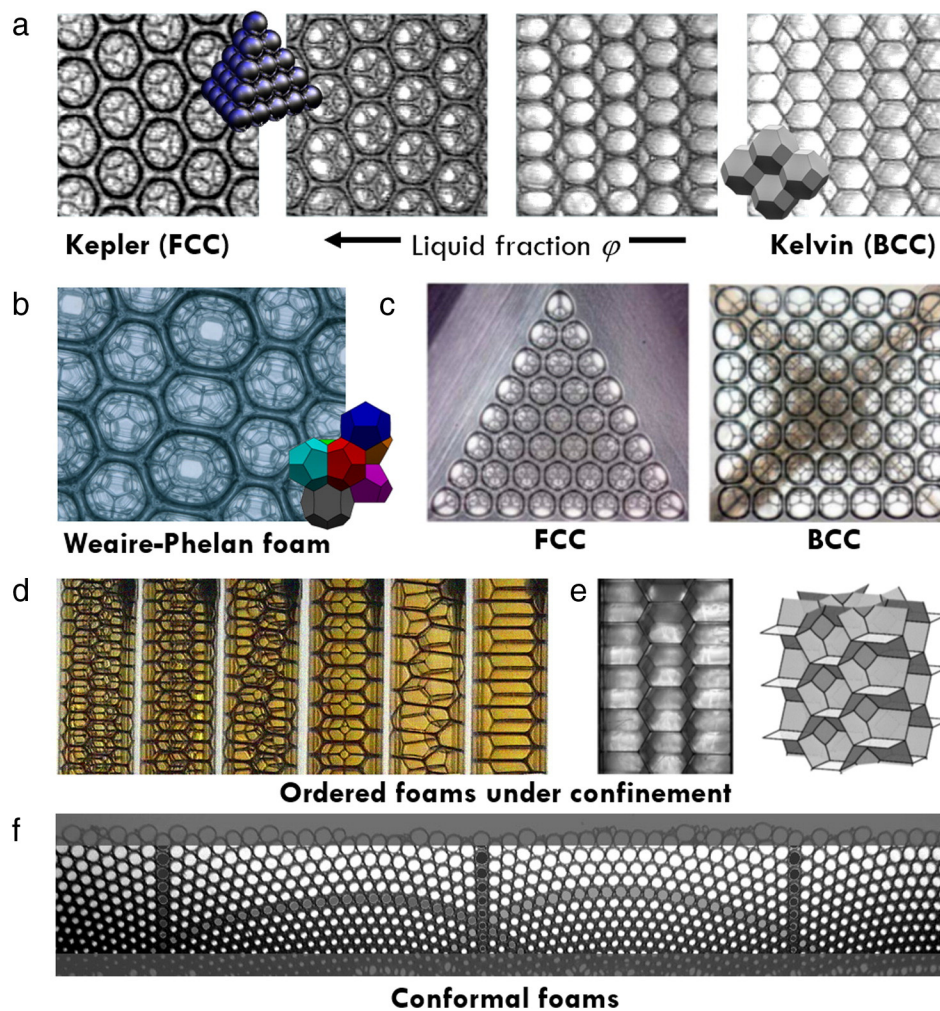 a
Kepler (FCC)
Liquid fraction φ
Kelvin (BCC)
b
c
Weaire-Phelan foam
FCC
BCC
d
e
Ordered foams under confinement
f
Conformal foams